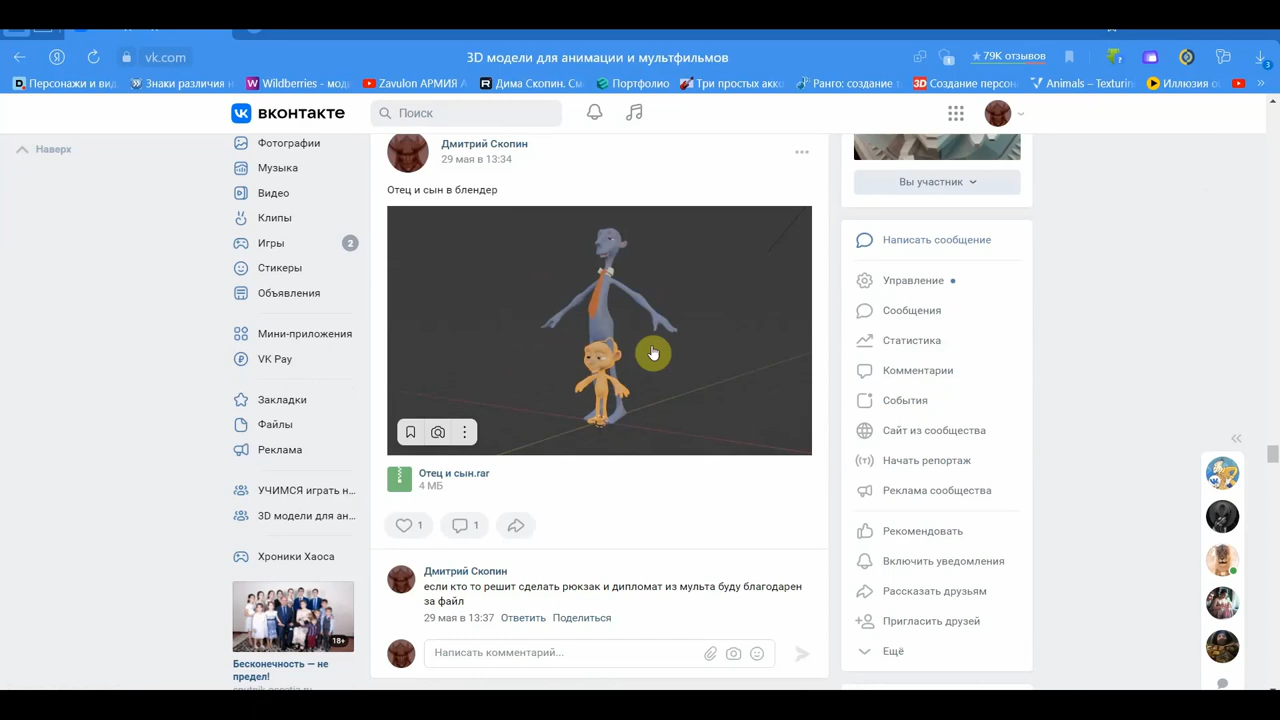 vk.com
3D модели для анимации и мультфильмов
79K отзывов
3
Персонажи и вид
Знаки различия н
Wildberries - мод
Zavulon АРМИЯ А
Дима Скопин. См
Портфолио
Три простых акко
Ранго: создание т
3D Создание персон
Animals – Texturin
Иллюзия о
вконтакте
Поиск
Наверх
Фотографии
Музыка
Видео
Клипы
Игры
2
Стикеры
Объявления
Мини-приложения
VK Pay
Закладки
Файлы
Реклама
УЧИМСЯ играть н...
3D модели для ан...
Хроники Хаоса
18+
Бесконечность — не
предел!
Дмитрий Скопин
29 мая в 13:34
Отец и сын в блендер
Отец и сын.rar
4 МБ
1
1
Дмитрий Скопин
если кто то решит сделать рюкзак и дипломат из мульта буду благодарен
за файл
29 мая в 13:37 Ответить Поделиться
Написать комментарий...
Вы участник
Написать сообщение
Управление
Сообщения
Статистика
Комментарии
События
Сайт из сообщества
Начать репортаж
Реклама сообщества
Рекомендовать
Включить уведомления
Рассказать друзьям
Пригласить друзей
Ещё